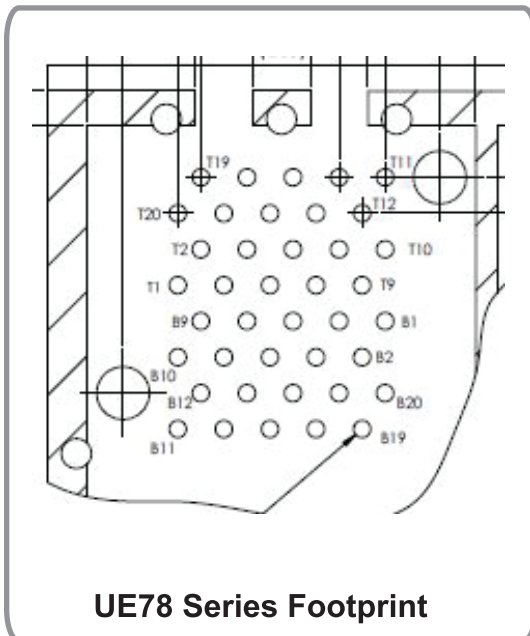 T19 T11
T20 T12
T2 T10
T1 T9
B9 B1
B10 B2
B12 B20
B11 B19
UE78 Series Footprint